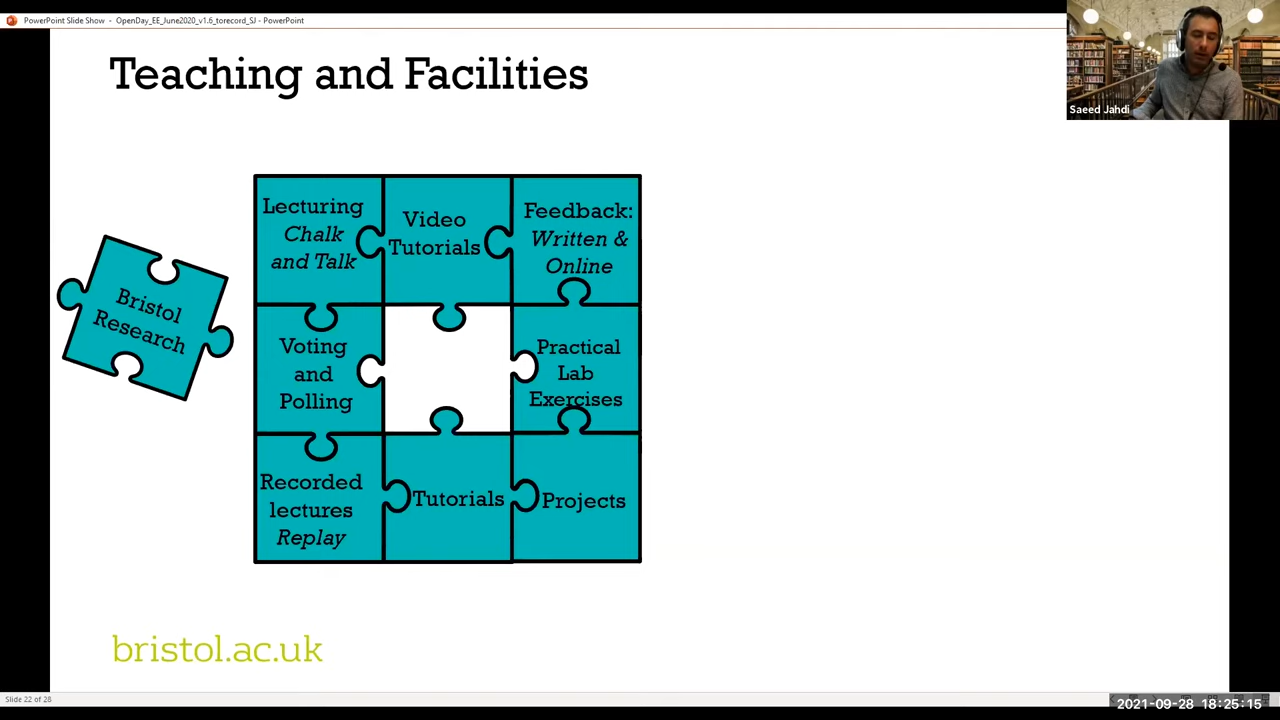 PowerPoint Slide Show - OpenDay_EE_June2020_v1.6_torecord_SJ - PowerPoint
Saeed Jahdi
Teaching and Facilities
Bristol
Research
Lecturing
Chalk
and Talk
Video
Tutorials
Feedback:
Written &
Online
Voting
and
Polling
Practical
Lab
Exercises
Recorded
lectures
Replay
Tutorials
Projects
bristol.ac.uk
Slide 22 of 28
2021-09-28 18:25:15